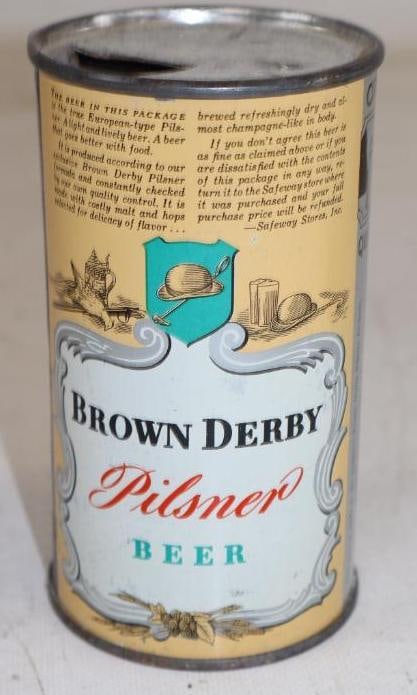 THE BEER IN THIS PACKAGE
is the true European-type Pils-
ner. A light and lively beer. A beer
that goes better with food.
It is produced according to our
exclusive Brown Derby Pilsner
formula and constantly checked
by our own quality control. It is
made with costly malt and hops
selected for delicacy of flavor...
brewed refreshingly dry and al-
most champagne-like in body.
If you don't agree this beer is
as fine as claimed above or if you
are dissatisfied with the contents
of this package in any way, re-
turn it to the Safeway store where
it was purchased and your full
purchase price will be refunded.
—Safeway Stores, Inc.
BROWN DERBY
Pilsner
BEER